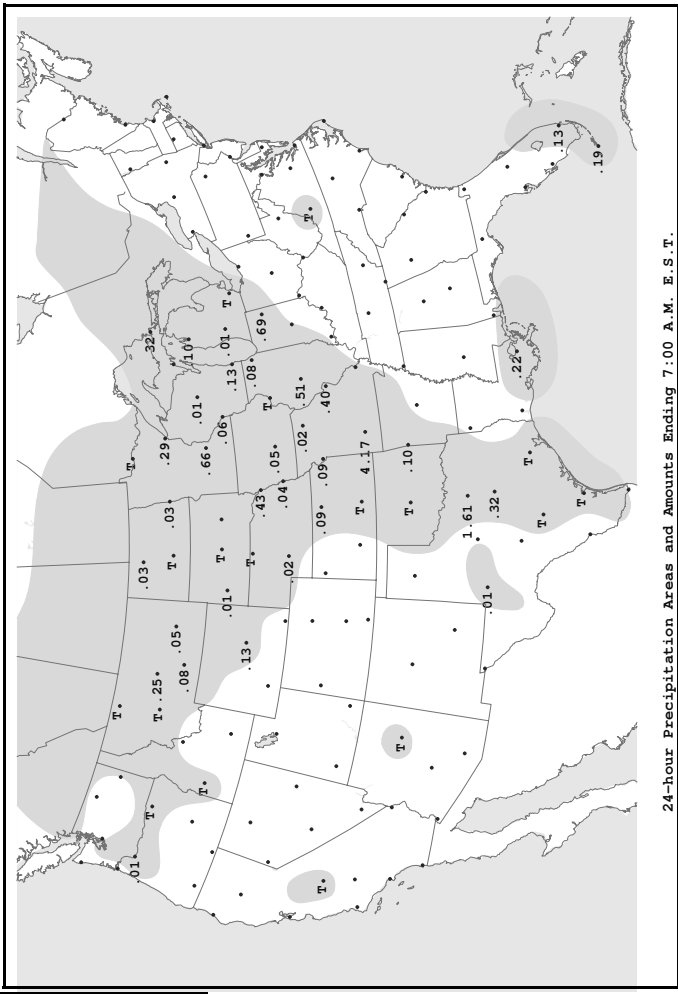 T
T
.01
.03
T
.32
.25
T
.29
.03
T
.05
.08
.10
.01
T
.66
T
.06
.01
T
.01
.13
.13
T
.08
.43
.69
T
.05
.04
.02
.51
.02
T
T
.09
.09
.40
T
4.17
T
T
.10
1.61
.01
.32
.22
T
T
.13
T
.19
24-hour Precipitation Areas and Amounts Ending 7:00 A.M. E.S.T.